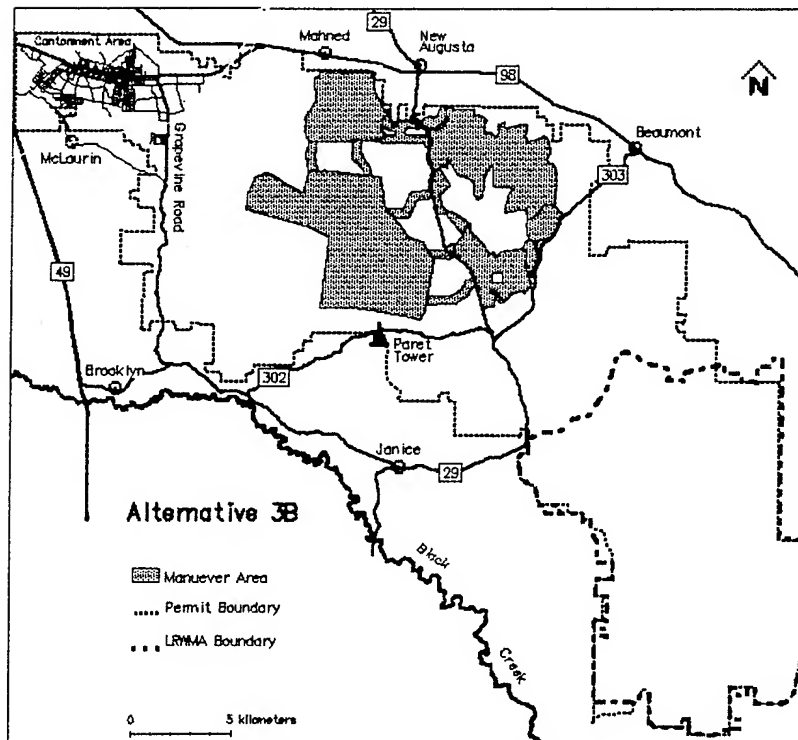 29
Cantonment Area
Mahned
New
Augusta
98
N
McLaurin
Grapevine Road
Beaumont
303
49
Paret
Tower
Brooklyn
302
Janice
29
Alternative 3B
Black
Creek
Manuever Area
Permit Boundary
LRWMA Boundary
0
5 kilometers